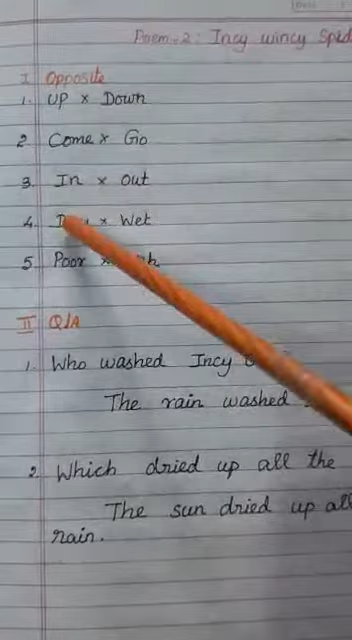 Poem-2: Incy wincy Spid
I Opposite
1. UP × Down
2. Come × Go
3. In × out
4. × Wet
5. Poor ×
II Q/A
1. Who washed Incy
The rain washed
2. Which dried up all the
The sun dried up all
rain.